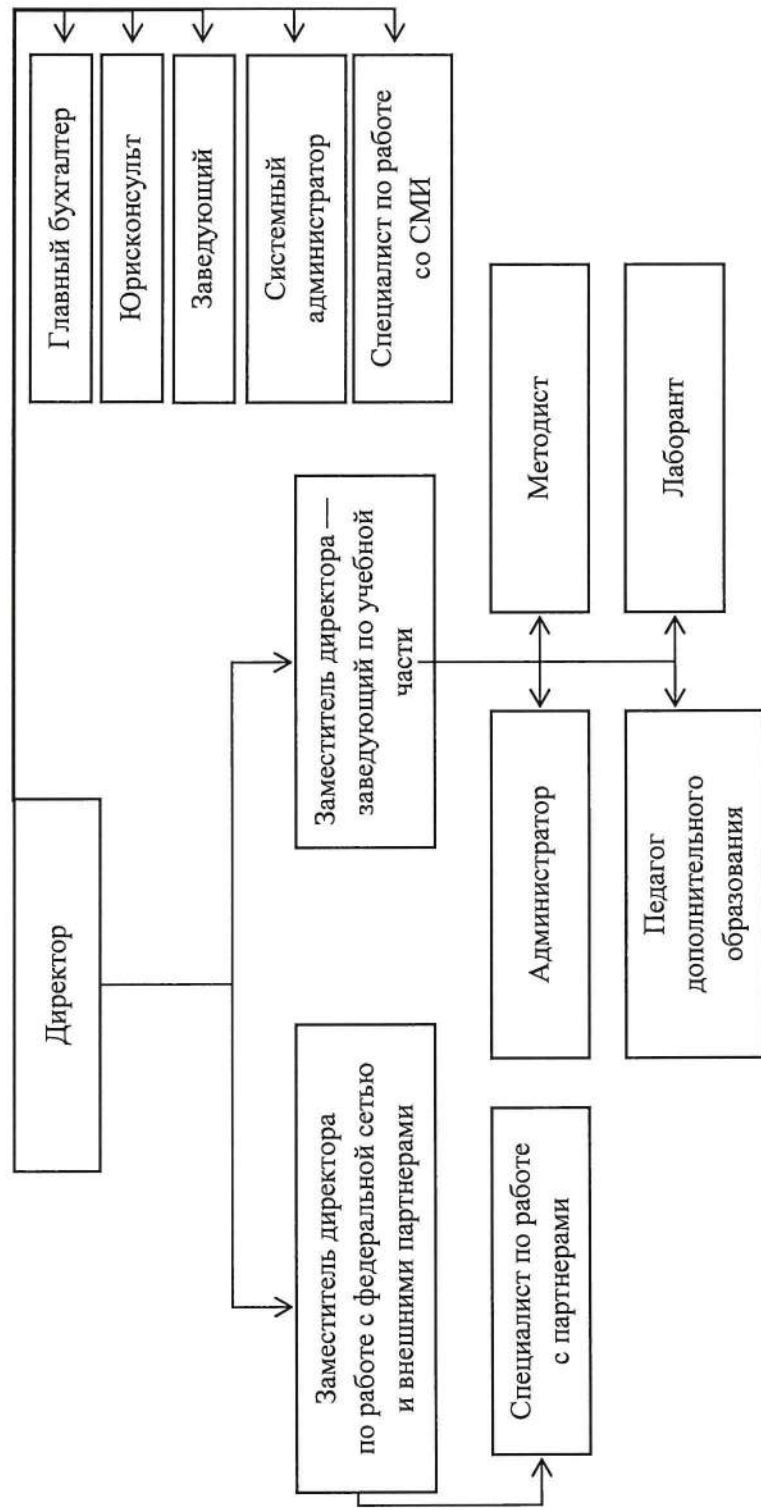 Директор
Главный бухгалтер
Юрисконсульт
Заведующий
Системный
администратор
Специалист по работе
со СМИ
Заместитель директора
по работе с федеральной сетью
и внешними партнерами
Заместитель директора —
заведующий по учебной
части
Специалист по работе
с партнерами
Администратор
Методист
Педагог
дополнительного
образования
Лаборант